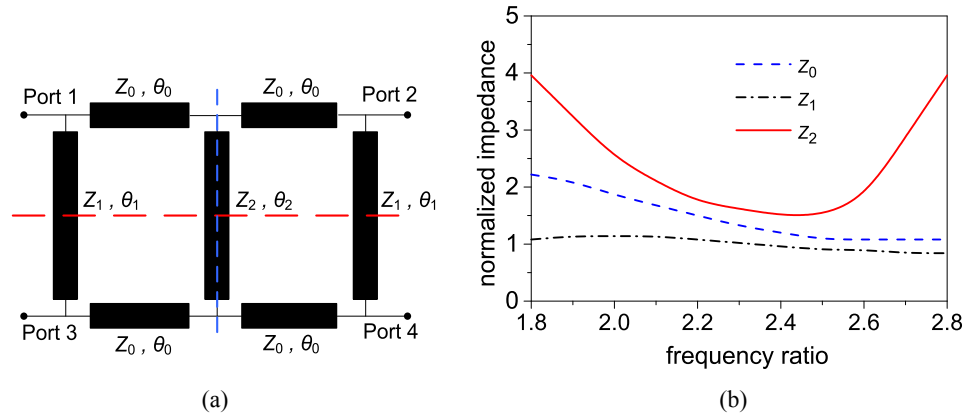 Z0 , θ0
Z0 , θ0
Port 1
Port 2
Z1 , θ1
Z2 , θ2
Z1 , θ1
Port 3
Port 4
Z0 , θ0
Z0 , θ0
(a)
normalized impedance
5
4
3
2
1
0
Z0
Z1
Z2
1.8
2.0
2.2
2.4
2.6
2.8
frequency ratio
(b)